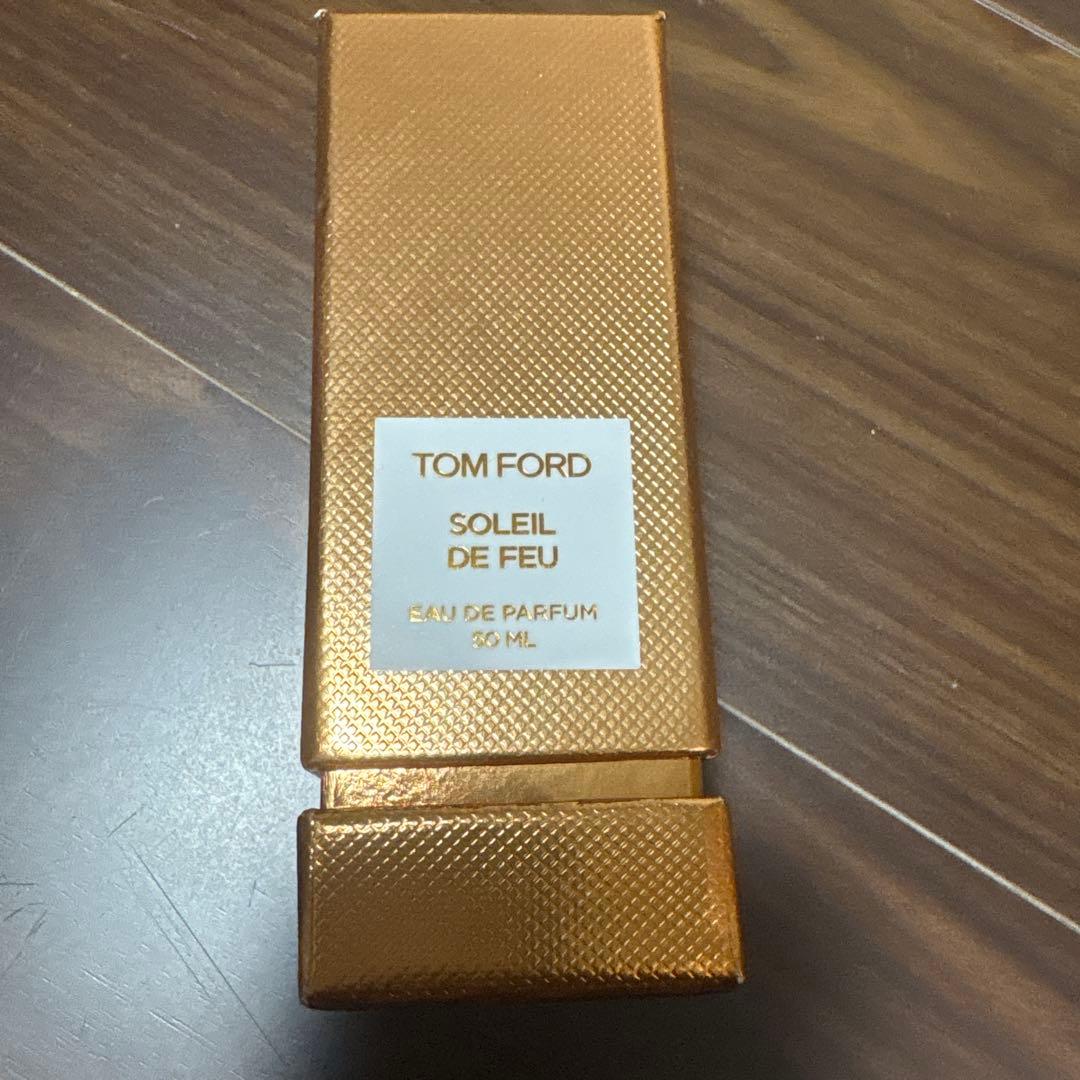 TOM FORD
SOLEIL
DE FEU
EAU DE PARFUM
50 ML